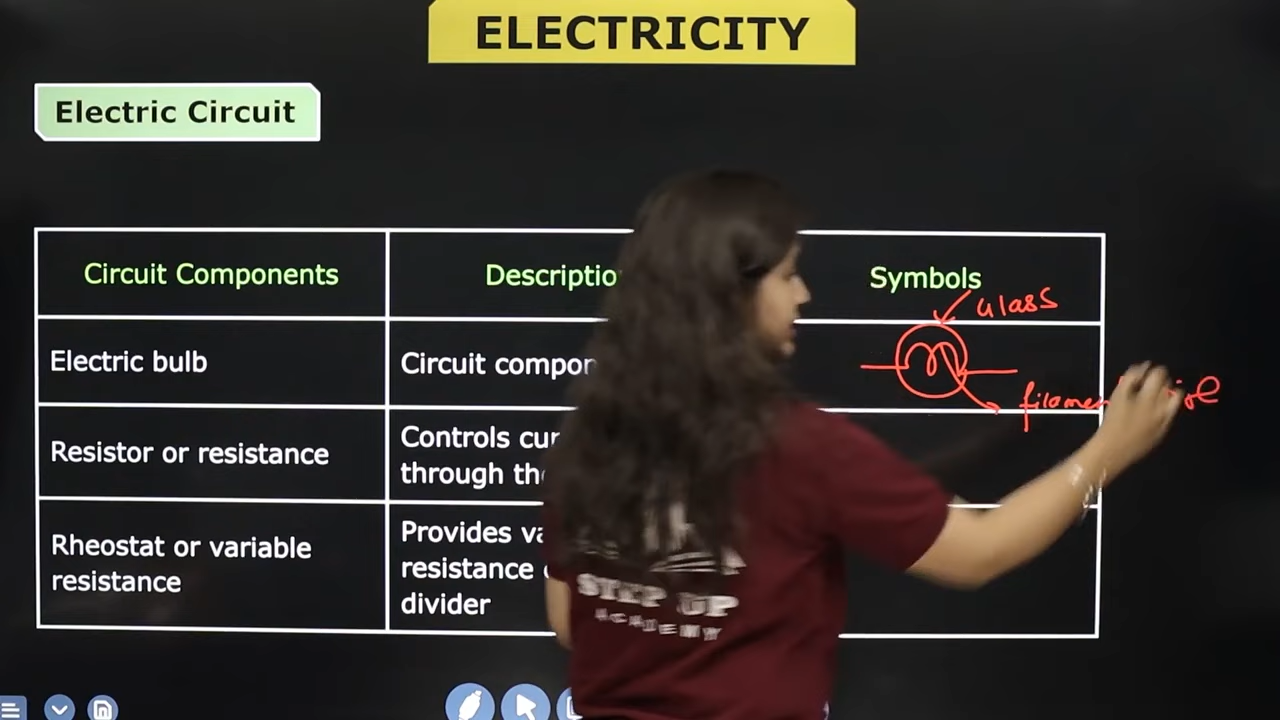 ELECTRICITY
Electric Circuit
Circuit Components
Descriptio
Symbols
Glass
Electric bulb
Circuit compon
filamen
Resistor or resistance
Controls cur
through th
Rheostat or variable
resistance
Provides va
resistance
divider
STEP UP
ACADEMY